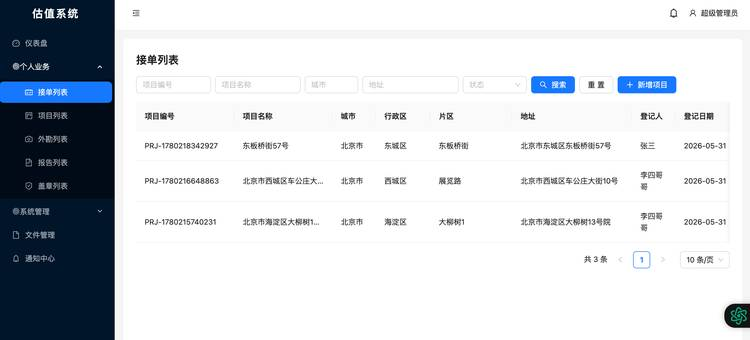 估值系统
超级管理员
仪表盘
个人业务
接单列表
项目列表
外勘列表
报告列表
盖章列表
系统管理
文件管理
通知中心
接单列表
项目编号 项目名称 城市 地址 状态 搜索 重 置 新增项目
项目编号 项目名称 城市 行政区 片区 地址 登记人 登记日期
PRJ-1780218342927 东板桥街57号 北京市 东城区 东板桥街 北京市东城区东板桥街57号 张三 2026-05-31
PRJ-1780216648863 北京市西城区车公庄大... 北京市 西城区 展览路 北京市西城区车公庄大街10号 李四哥哥 2026-05-31
PRJ-1780215740231 北京市海淀区大柳树1... 北京市 海淀区 大柳树1 北京市海淀区大柳树13号院 李四哥哥 2026-05-31
共 3 条 1 10 条/页